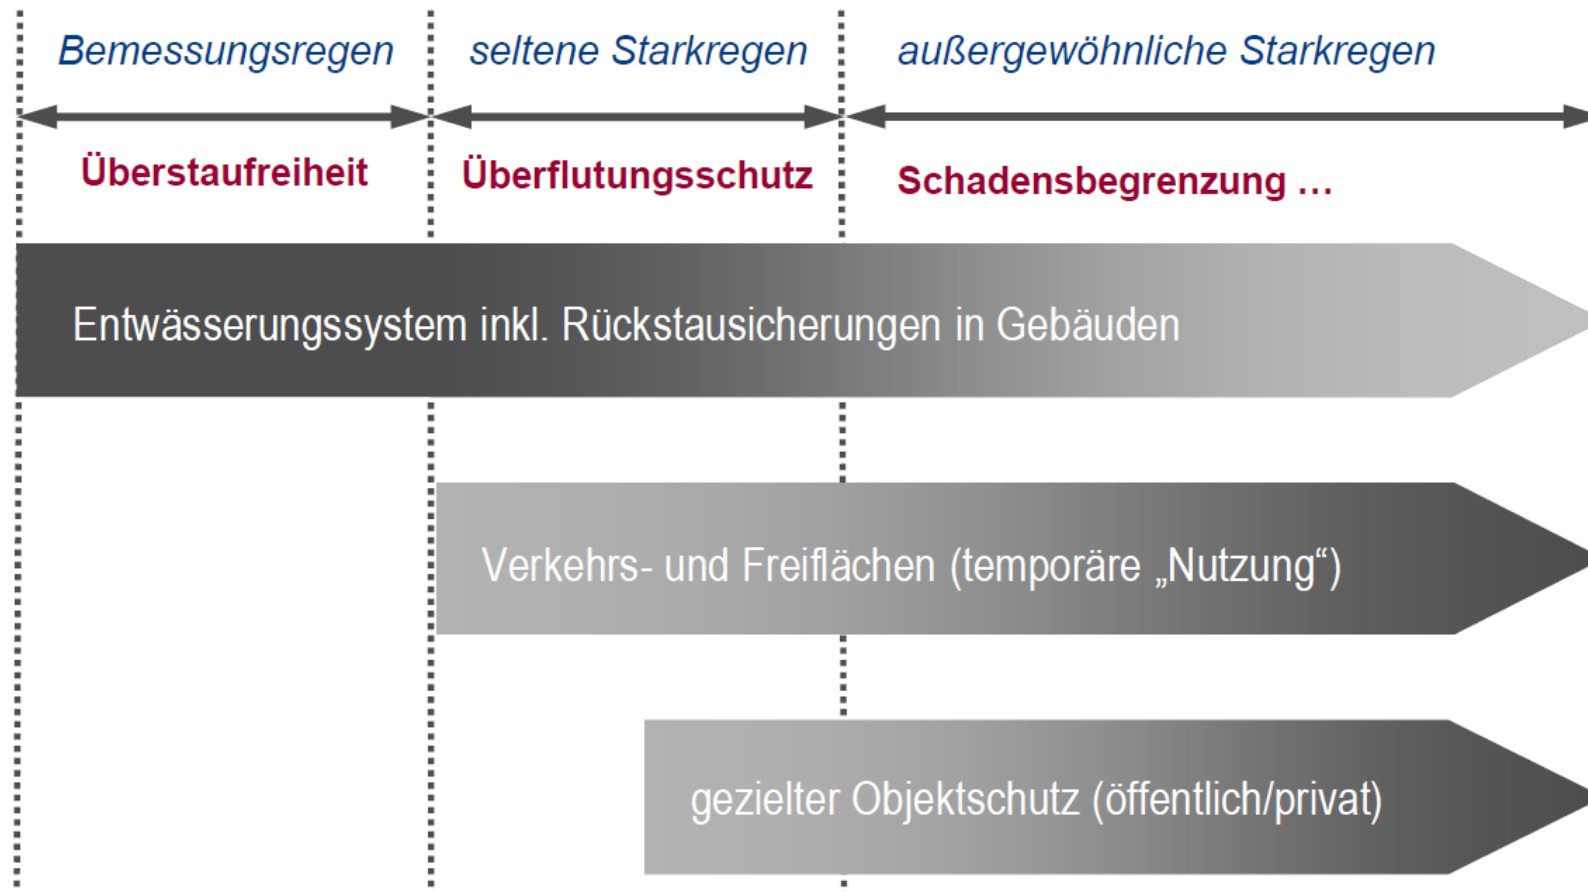 Bemessungsregen
seltene Starkregen
außergewöhnliche Starkregen
Überstaufreiheit
Überflutungsschutz
Schadensbegrenzung ...
Entwässerungssystem inkl. Rückstausicherungen in Gebäuden
Verkehrs- und Freiflächen (temporäre „Nutzung“)
gezielter Objektschutz (öffentlich/privat)